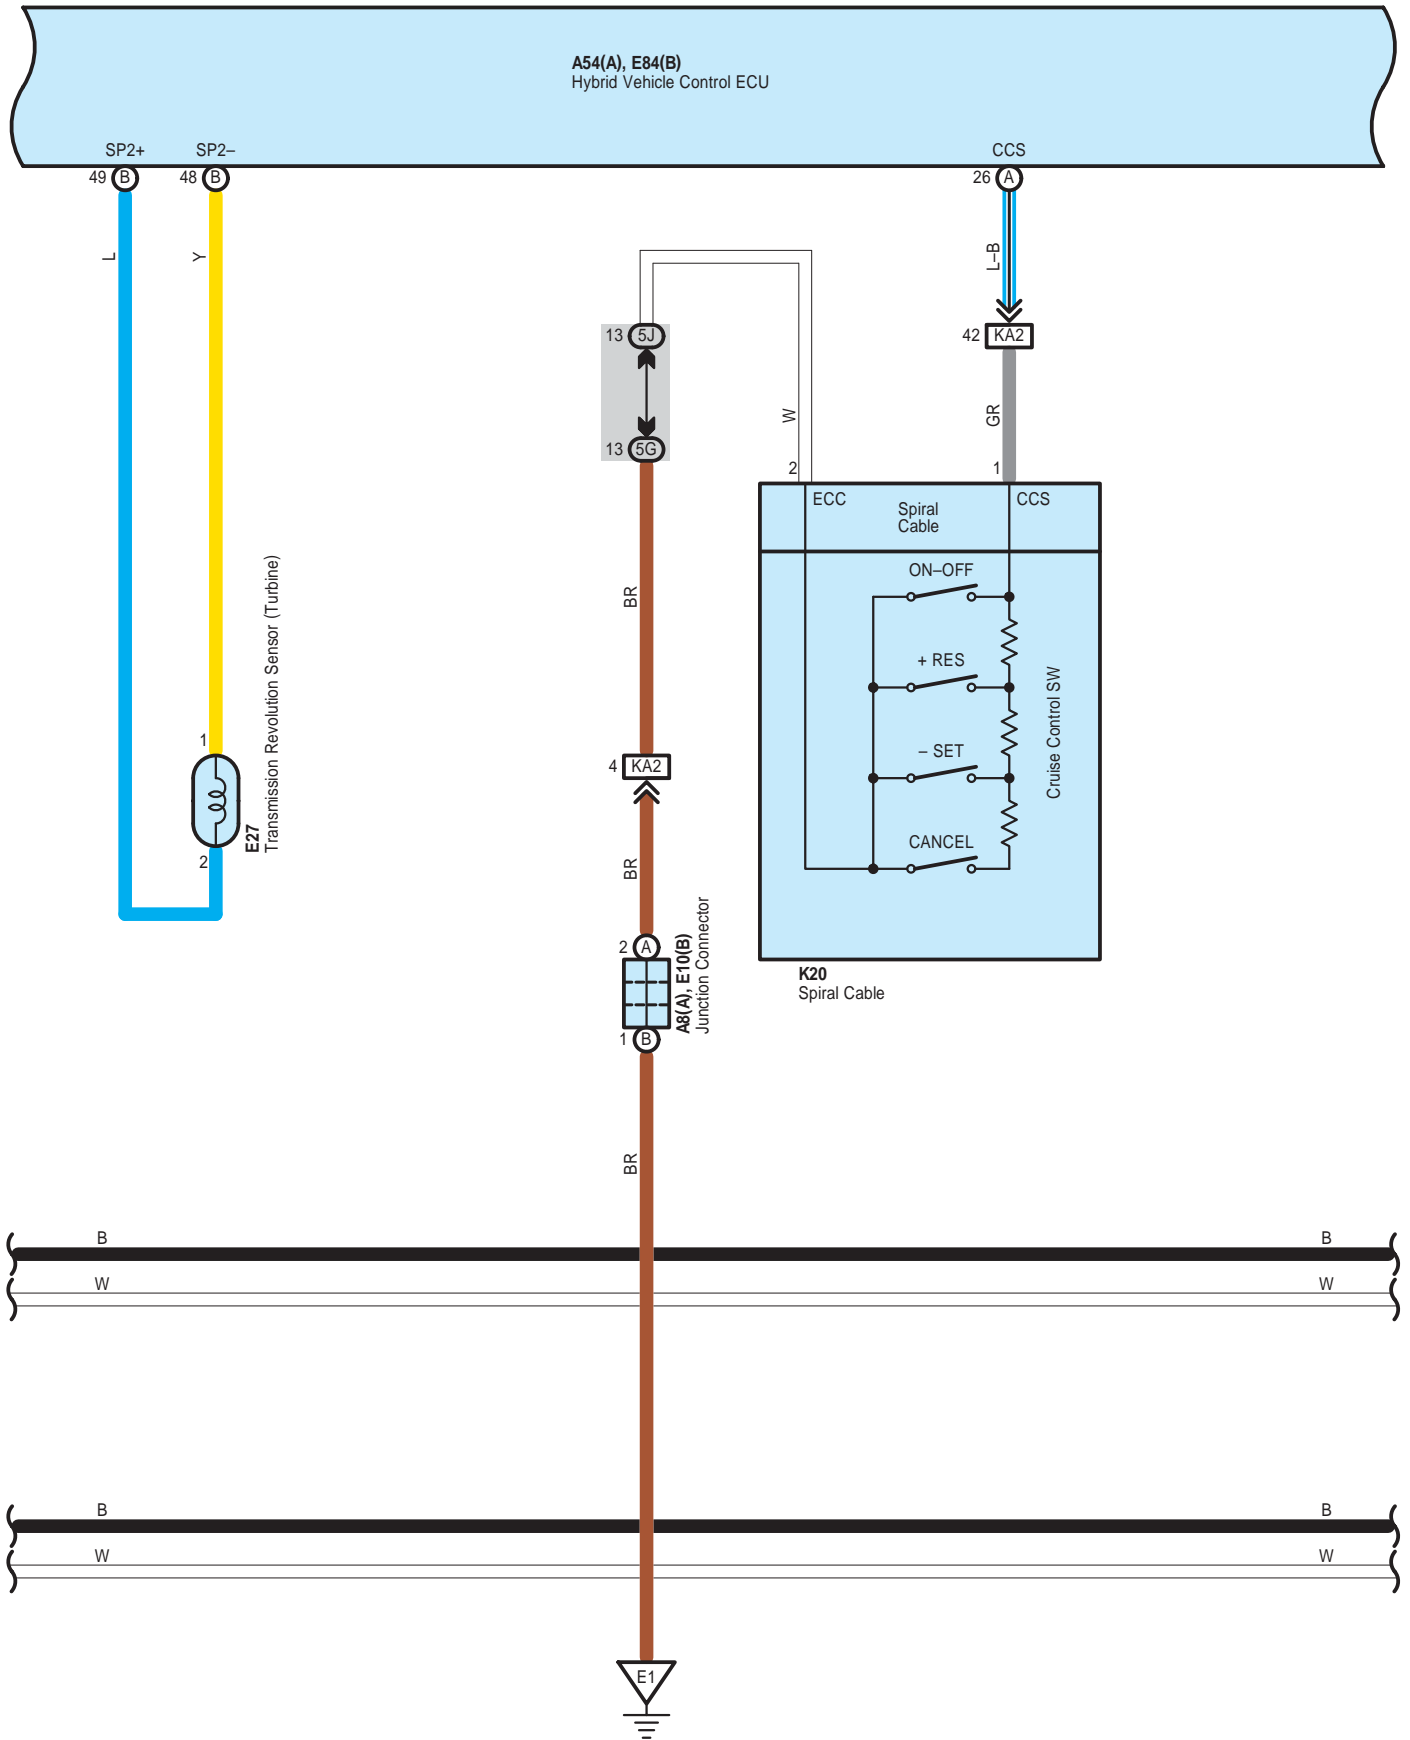 A54(A), E84(B)
Hybrid Vehicle Control ECU
SP2+
SP2–
CCS
49 B
48 B
26 A
L
Y
L–B
13 5J
42 KA2
W
GR
13 5G
2
1
ECC
Spiral
Cable
CCS
ON–OFF
BR
+ RES
Cruise Control SW
– SET
CANCEL
1
2
E27
Transmission Revolution Sensor (Turbine)
4 KA2
BR
2 A
A8(A), E10(B)
Junction Connector
1 B
K20
Spiral Cable
BR
B
B
W
W
B
B
W
W
E1